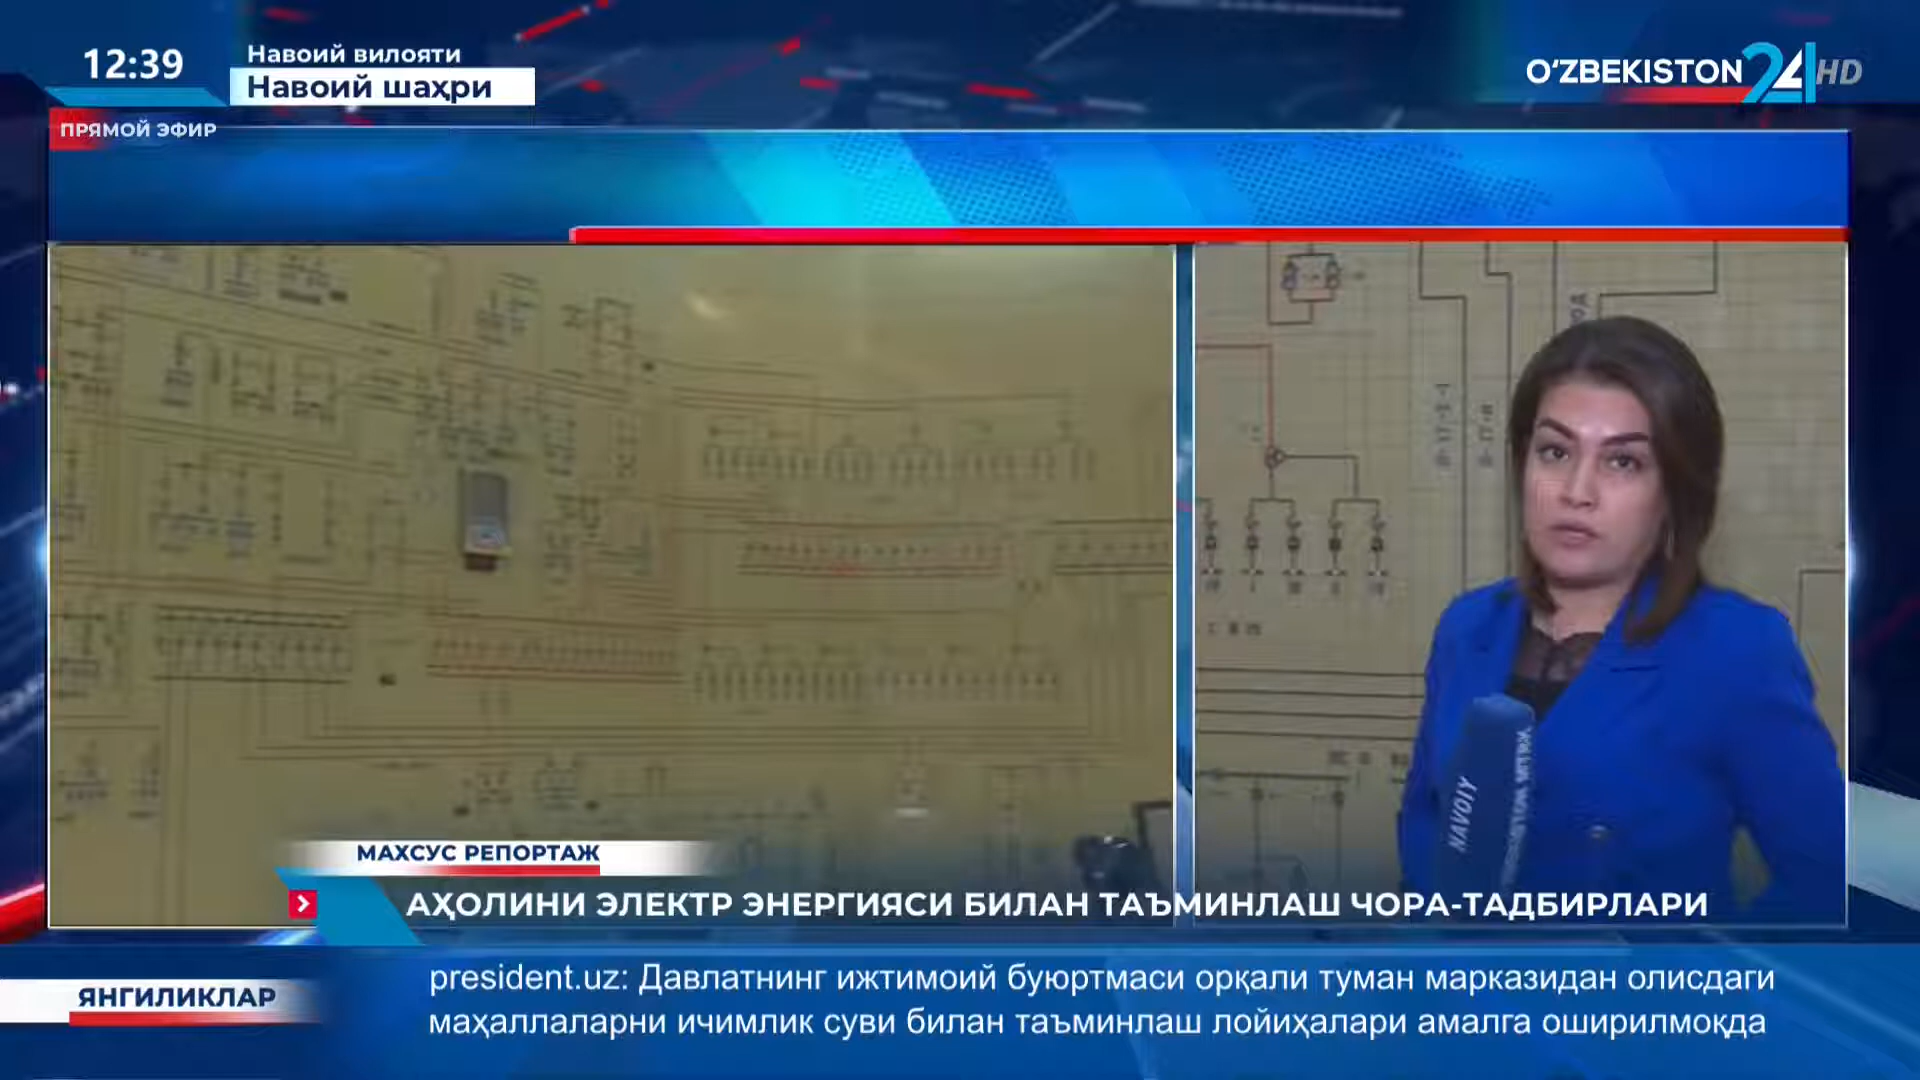 12:39
Навоий вилояти
Навоий шаҳри
O‘ZBEKISTON 24 HD
ПРЯМОЙ ЭФИР
NAVOIY
МАХСУС РЕПОРТАЖ
АҲОЛИНИ ЭЛЕКТР ЭНЕРГИЯСИ БИЛАН ТАЪМИНЛАШ ЧОРА-ТАДБИРЛАРИ
ЯНГИЛИКЛАР
president.uz: Давлатнинг ижтимоий буюртмаси орқали туман марказидан олисдаги
маҳаллаларни ичимлик суви билан таъминлаш лойиҳалари амалга оширилмоқда